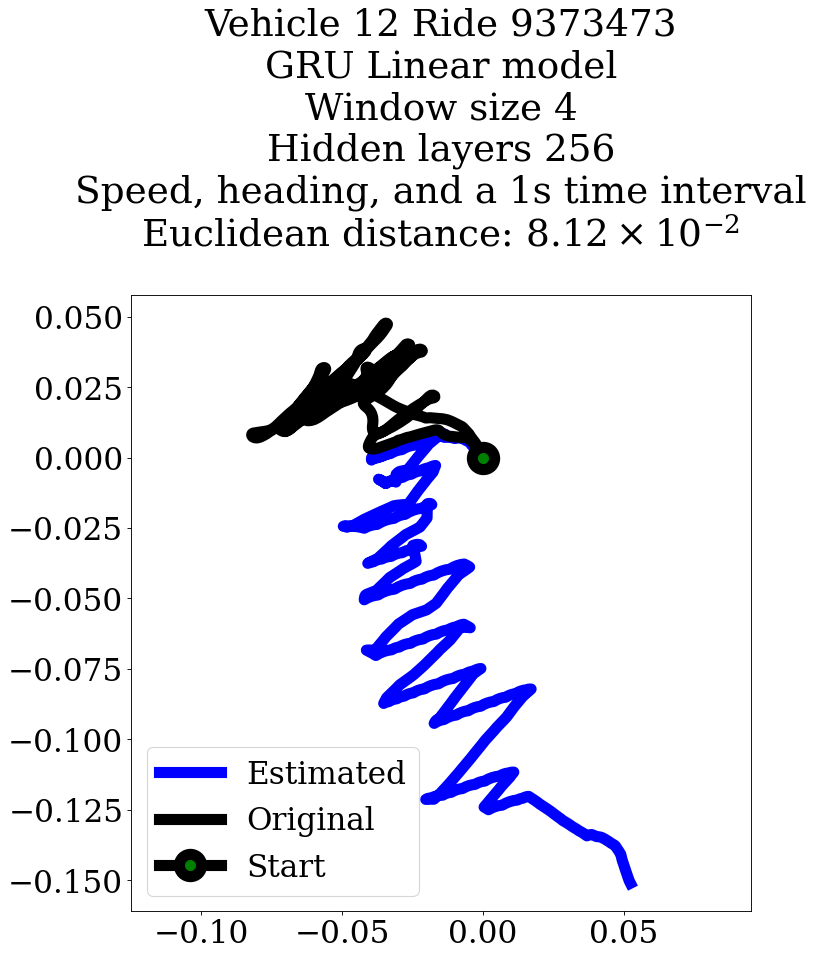 Vehicle 12 Ride 9373473
GRU Linear model
Window size 4
Hidden layers 256
Speed, heading, and a 1s time interval
Euclidean distance: 8.12 × 10⁻²
0.050
0.025
0.000
−0.025
−0.050
−0.075
−0.100
−0.125
−0.150
Estimated
Original
Start
−0.10 −0.05 0.00 0.05